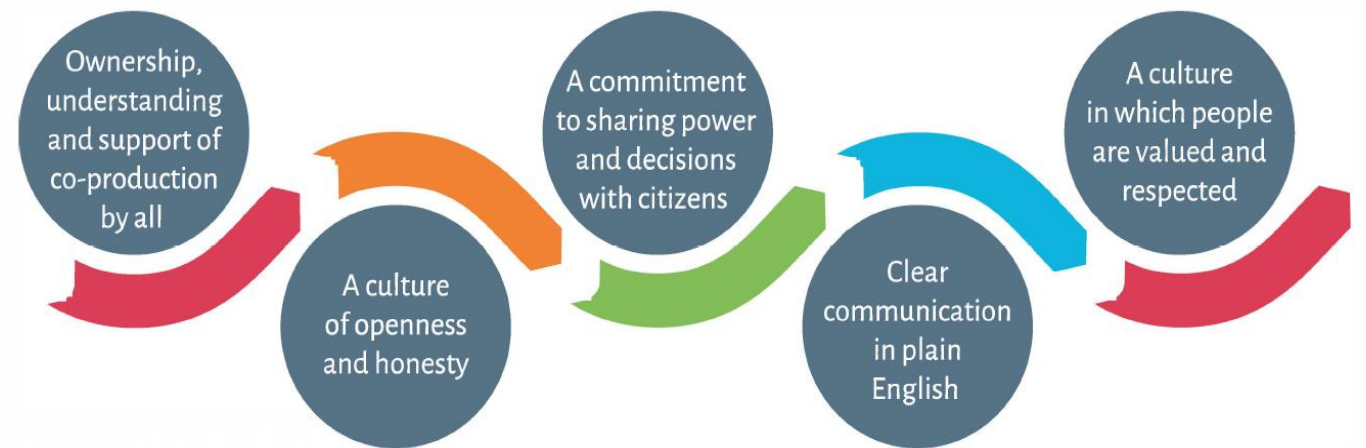 Ownership,
understanding
and support of
co-production
by all
A culture
of openness
and honesty
A commitment
to sharing power
and decisions
with citizens
Clear
communication
in plain
English
A culture
in which people
are valued and
respected